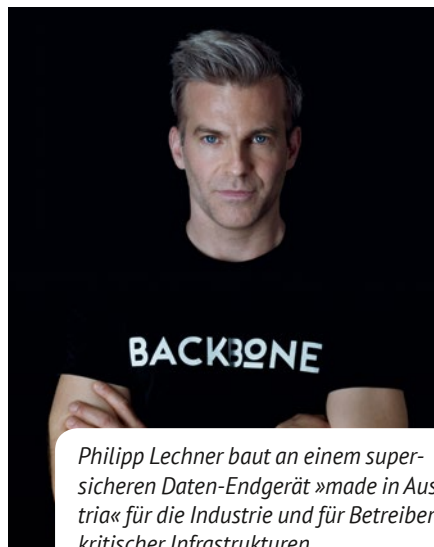 BACKBONE
Philipp Lechner baut an einem super-
sicheren Daten-Endgerät »made in Aus-
tria« für die Industrie und für Betreiber
kritischer Infrastrukturen